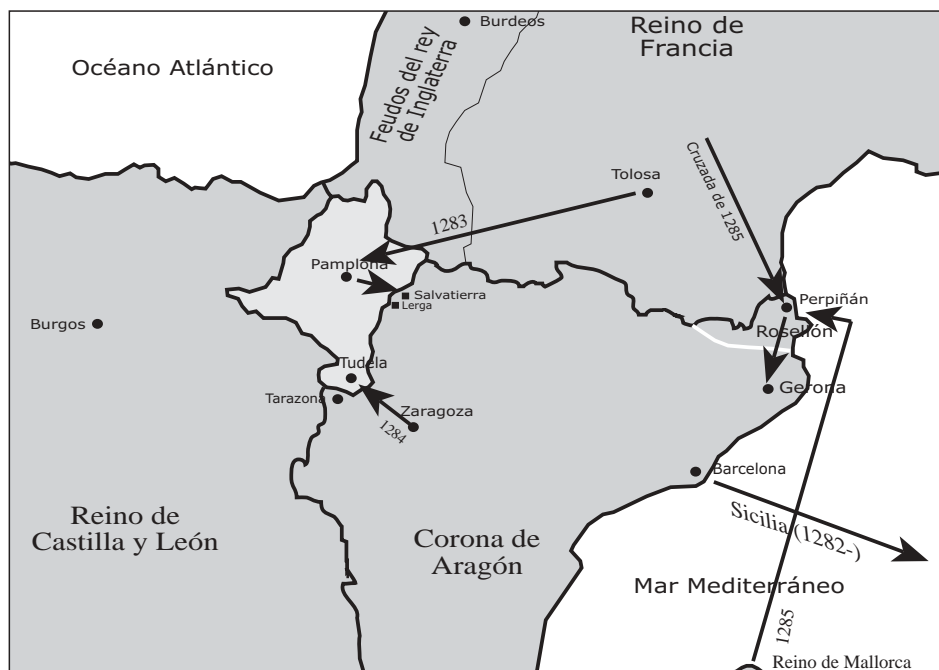 Burdeos
Reino de
Francia
Océano Atlántico
Feudos del rey
de Inglaterra
Cruzada de 1285
Tolosa
1283
Pamplona
Salvatierra
Lerga
Perpiñán
Burgos
Rosellón
Tudela
Gerona
Tarazona
Zaragoza
1284
Barcelona
Reino de
Castilla y León
Corona de
Aragón
Sicilia (1282-)
Mar Mediterráneo
1285
Reino de Mallorca